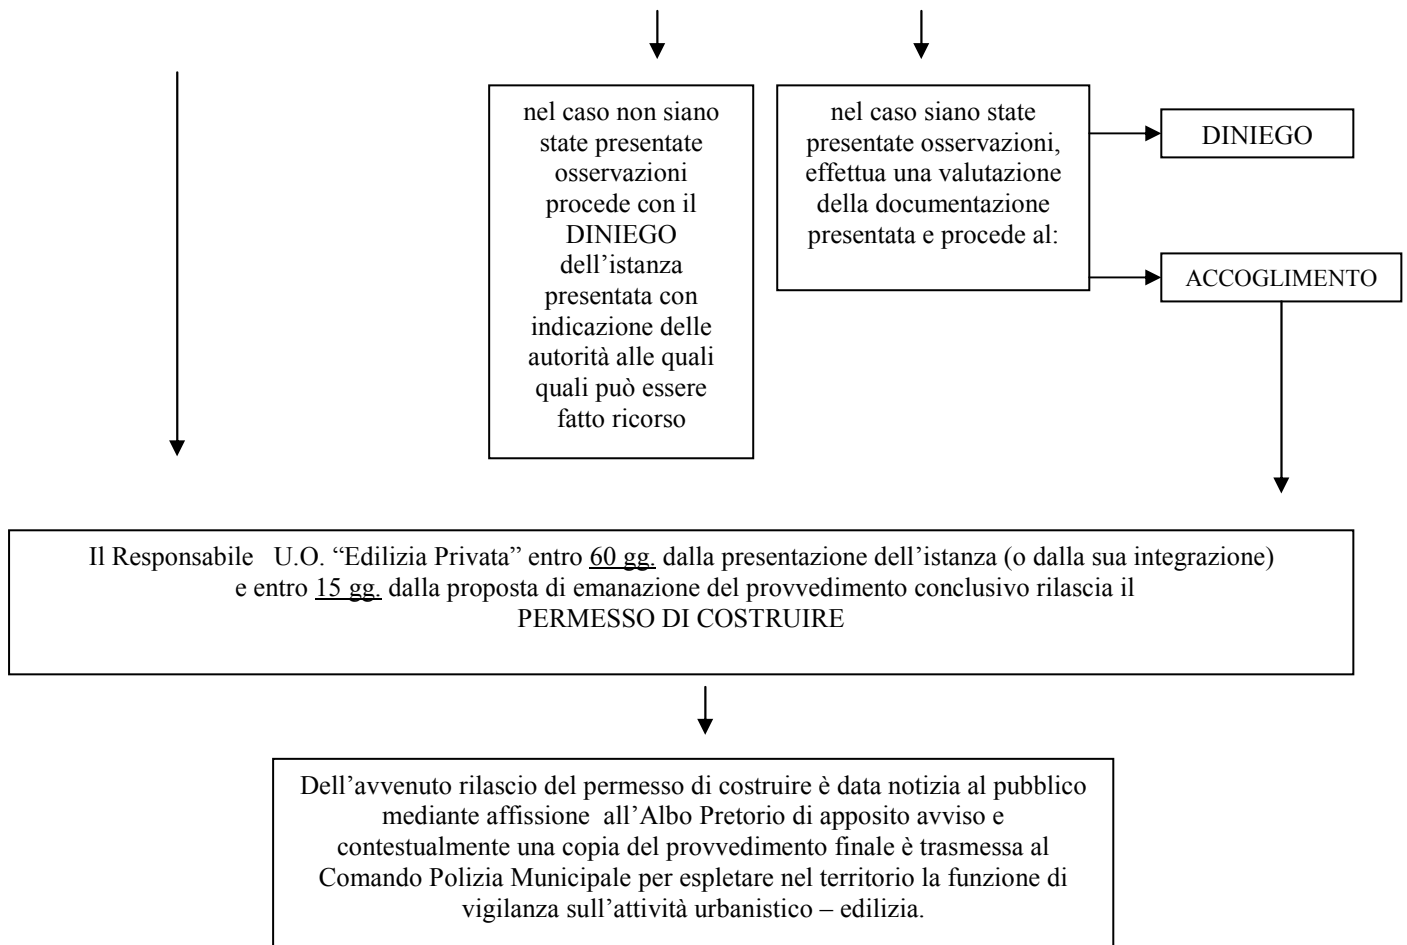 nel caso non siano
state presentate
osservazioni
procede con il
DINIEGO
dell’istanza
presentata con
indicazione delle
autorità alle quali
quali può essere
fatto ricorso
nel caso siano state
presentate osservazioni,
effettua una valutazione
della documentazione
presentata e procede al:
DINIEGO
ACCOGLIMENTO
Il Responsabile U.O. “Edilizia Privata” entro 60 gg. dalla presentazione dell’istanza (o dalla sua integrazione)
e entro 15 gg. dalla proposta di emanazione del provvedimento conclusivo rilascia il
PERMESSO DI COSTRUIRE
Dell’avvenuto rilascio del permesso di costruire è data notizia al pubblico
mediante affissione all’Albo Pretorio di apposito avviso e
contestualmente una copia del provvedimento finale è trasmessa al
Comando Polizia Municipale per espletare nel territorio la funzione di
vigilanza sull’attività urbanistico – edilizia.